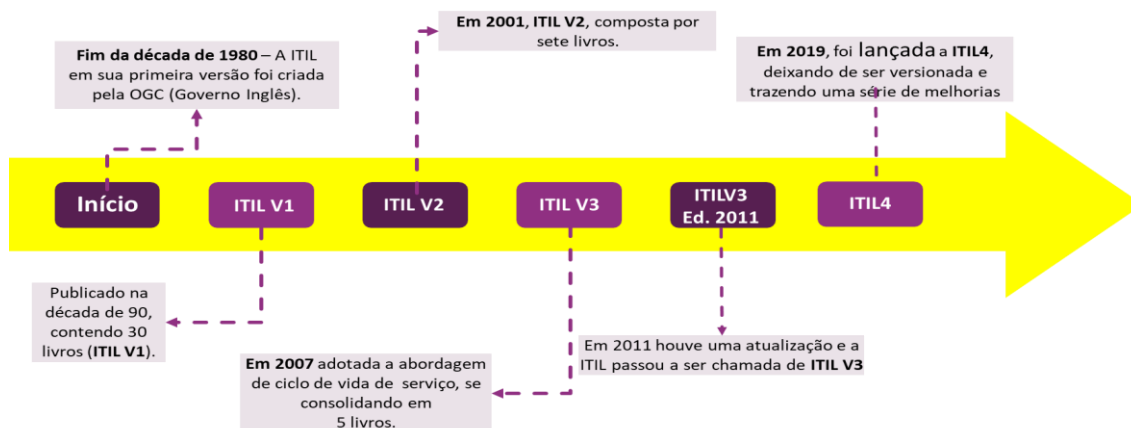 Fim da década de 1980 – A ITIL
em sua primeira versão foi criada
pela OGC (Governo Inglês).
Em 2001, ITIL V2, composta por
sete livros.
Em 2019, foi lançada a ITIL4,
deixando de ser versionada e
trazendo uma série de melhorias
Início
ITIL V1
ITIL V2
ITIL V3
ITILV3
Ed. 2011
ITIL4
Publicado na
década de 90,
contendo 30
livros (ITIL V1).
Em 2007 adotada a abordagem
de ciclo de vida de serviço, se
consolidando em
5 livros.
Em 2011 houve uma atualização e a
ITIL passou a ser chamada de ITIL V3